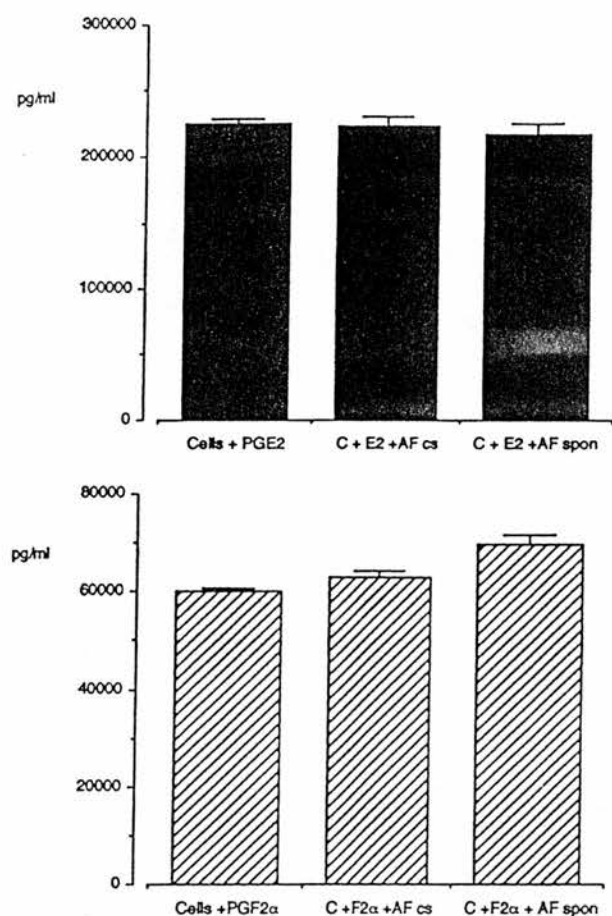 300000
pg/ml
200000
100000
0
Cells + PGE2 C + E2 +AF cs C + E2 +AF spon
80000
pg/ml
60000
40000
20000
0
Cells +PGF2α C +F2α +AF cs C +F2α + AF spon